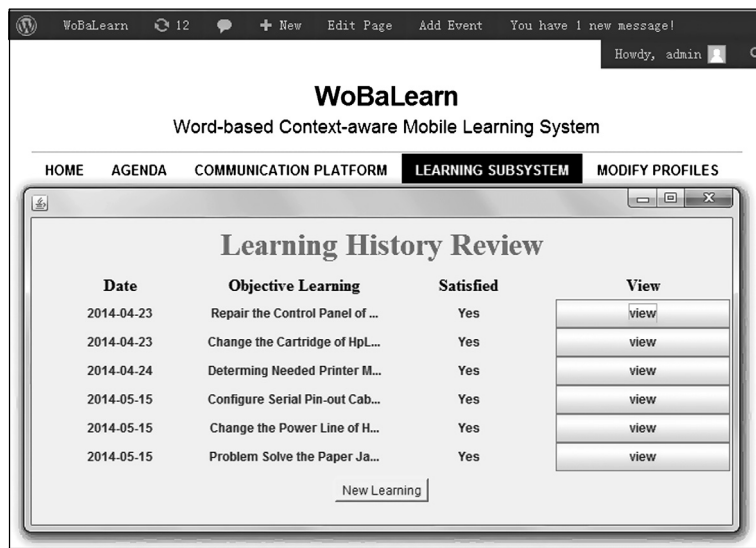 WoBaLearn 12 New Edit Page Add Event You have 1 new message!
Howdy, admin
WoBaLearn
Word-based Context-aware Mobile Learning System
HOME AGENDA COMMUNICATION PLATFORM LEARNING SUBSYSTEM MODIFY PROFILES
Learning History Review
Date Objective Learning Satisfied View
2014-04-23 Repair the Control Panel of ... Yes view
2014-04-23 Change the Cartridge of HpL... Yes view
2014-04-24 Determing Needed Printer M... Yes view
2014-05-15 Configure Serial Pin-out Cab... Yes view
2014-05-15 Change the Power Line of H... Yes view
2014-05-15 Problem Solve the Paper Ja... Yes view
New Learning